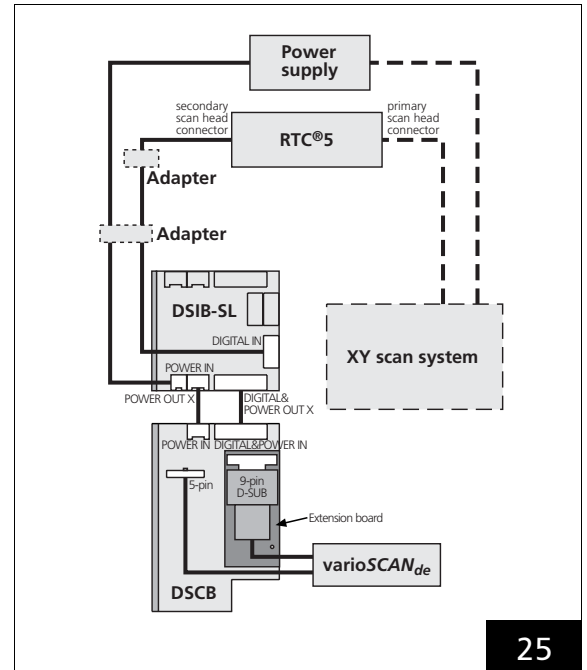 Power
supply
secondary
scan head
connector
primary
scan head
connector
RTC®5
Adapter
Adapter
DSIB-SL
DIGITAL IN
XY scan system
POWER IN
POWER OUT X
DIGITAL&
POWER OUT X
POWER IN DIGITAL&POWER IN
5-pin
9-pin
D-SUB
Extension board
varioSCANde
DSCB
25